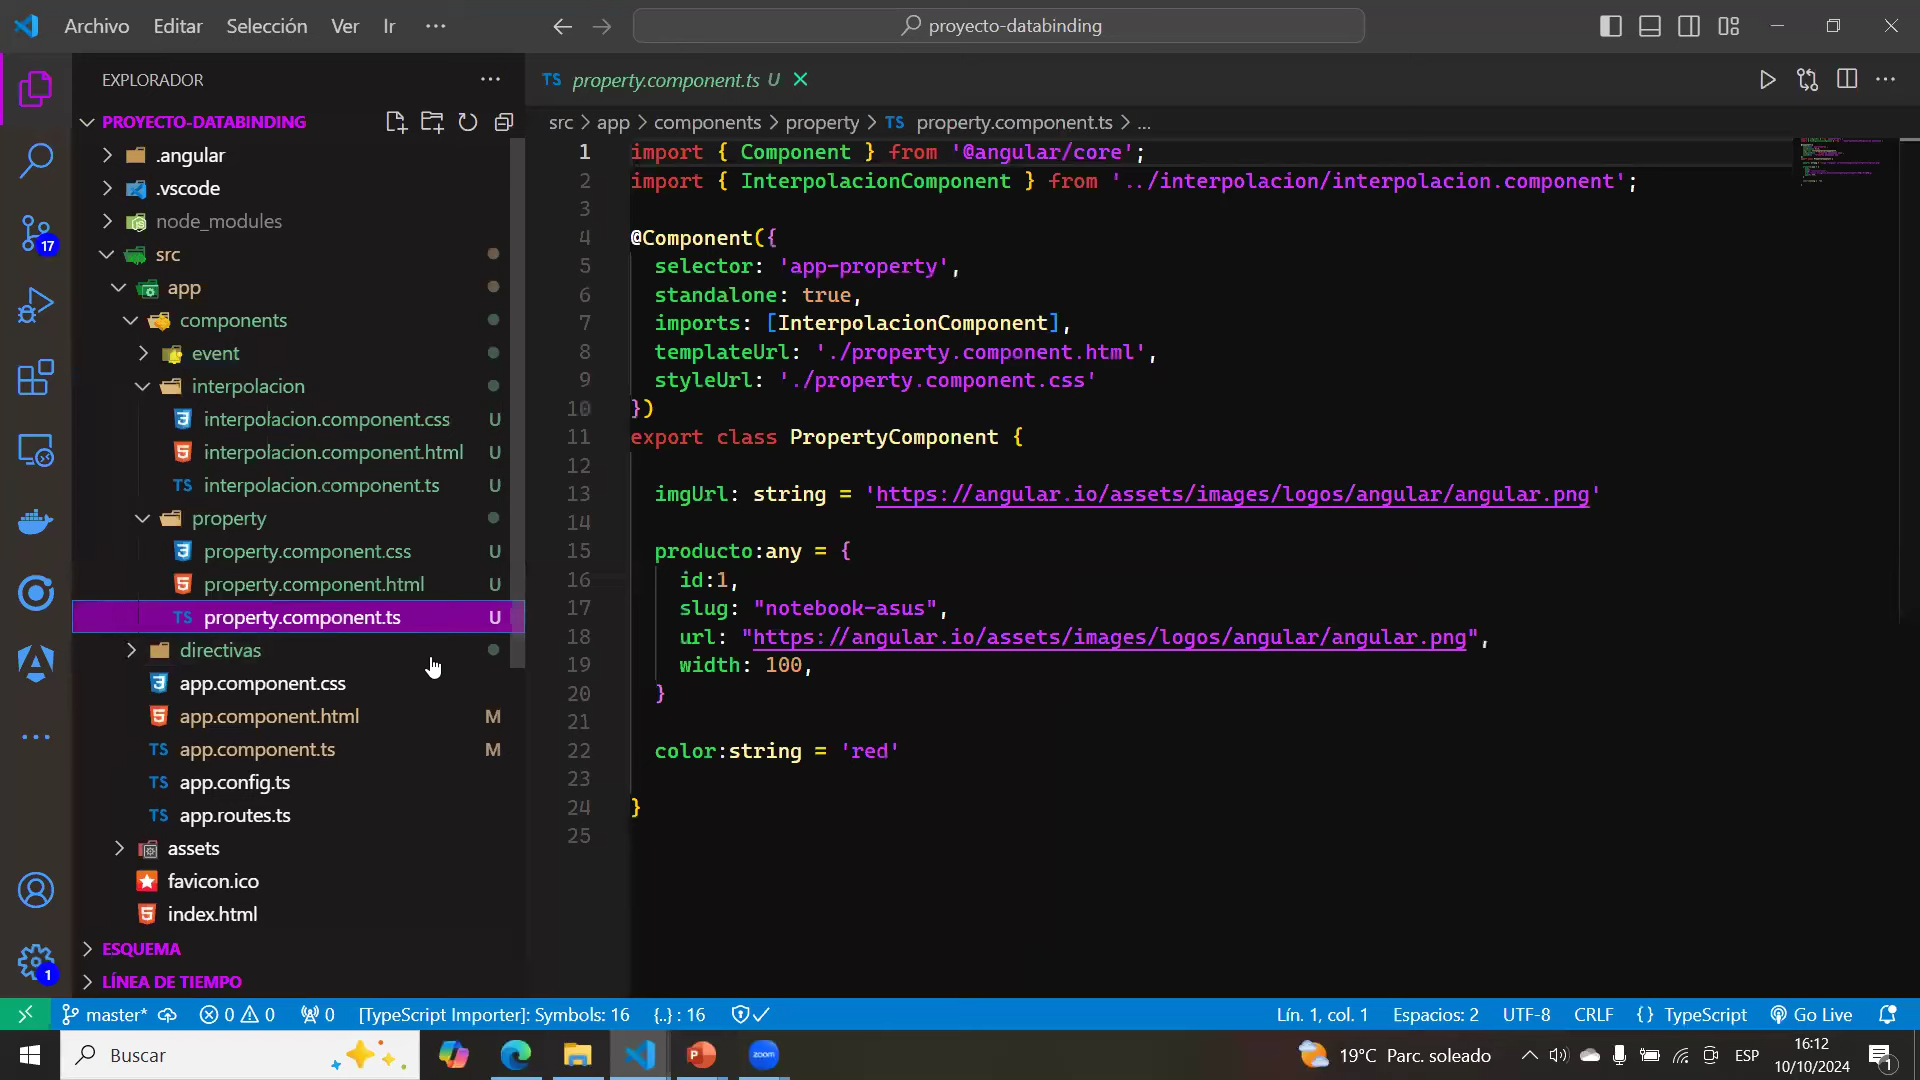 Archivo Editar Selección Ver Ir ···
proyecto-databinding
EXPLORADOR ···
PROYECTO-DATABINDING
.angular
.vscode
node_modules
17
src
app
components
event
interpolacion
interpolacion.component.css U
interpolacion.component.html U
TS interpolacion.component.ts U
property
property.component.css U
property.component.html U
TS property.component.ts U
directivas
app.component.css
app.component.html M
TS app.component.ts M
TS app.config.ts
TS app.routes.ts
assets
favicon.ico
index.html
ESQUEMA
1
LÍNEA DE TIEMPO
TS property.component.ts U
src > app > components > property > TS property.component.ts > ...
1 import { Component } from '@angular/core';
2 import { InterpolacionComponent } from '../interpolacion/interpolacion.component';
3
4 @Component({
5 selector: 'app-property',
6 standalone: true,
7 imports: [InterpolacionComponent],
8 templateUrl: './property.component.html',
9 styleUrl: './property.component.css'
10 })
11 export class PropertyComponent {
12
13 imgUrl: string = 'https://angular.io/assets/images/logos/angular/angular.png'
14
15 producto:any = {
16 id:1,
17 slug: "notebook-asus",
18 url: "https://angular.io/assets/images/logos/angular/angular.png",
19 width: 100,
20 }
21
22 color:string = 'red'
23
24 }
25
master* 0 0 0 [TypeScript Importer]: Symbols: 16 {..} : 16 Lín. 1, col. 1 Espacios: 2 UTF-8 CRLF {} TypeScript Go Live
Buscar
zoom
19°C Parc. soleado
ESP
16:12
10/10/2024
1